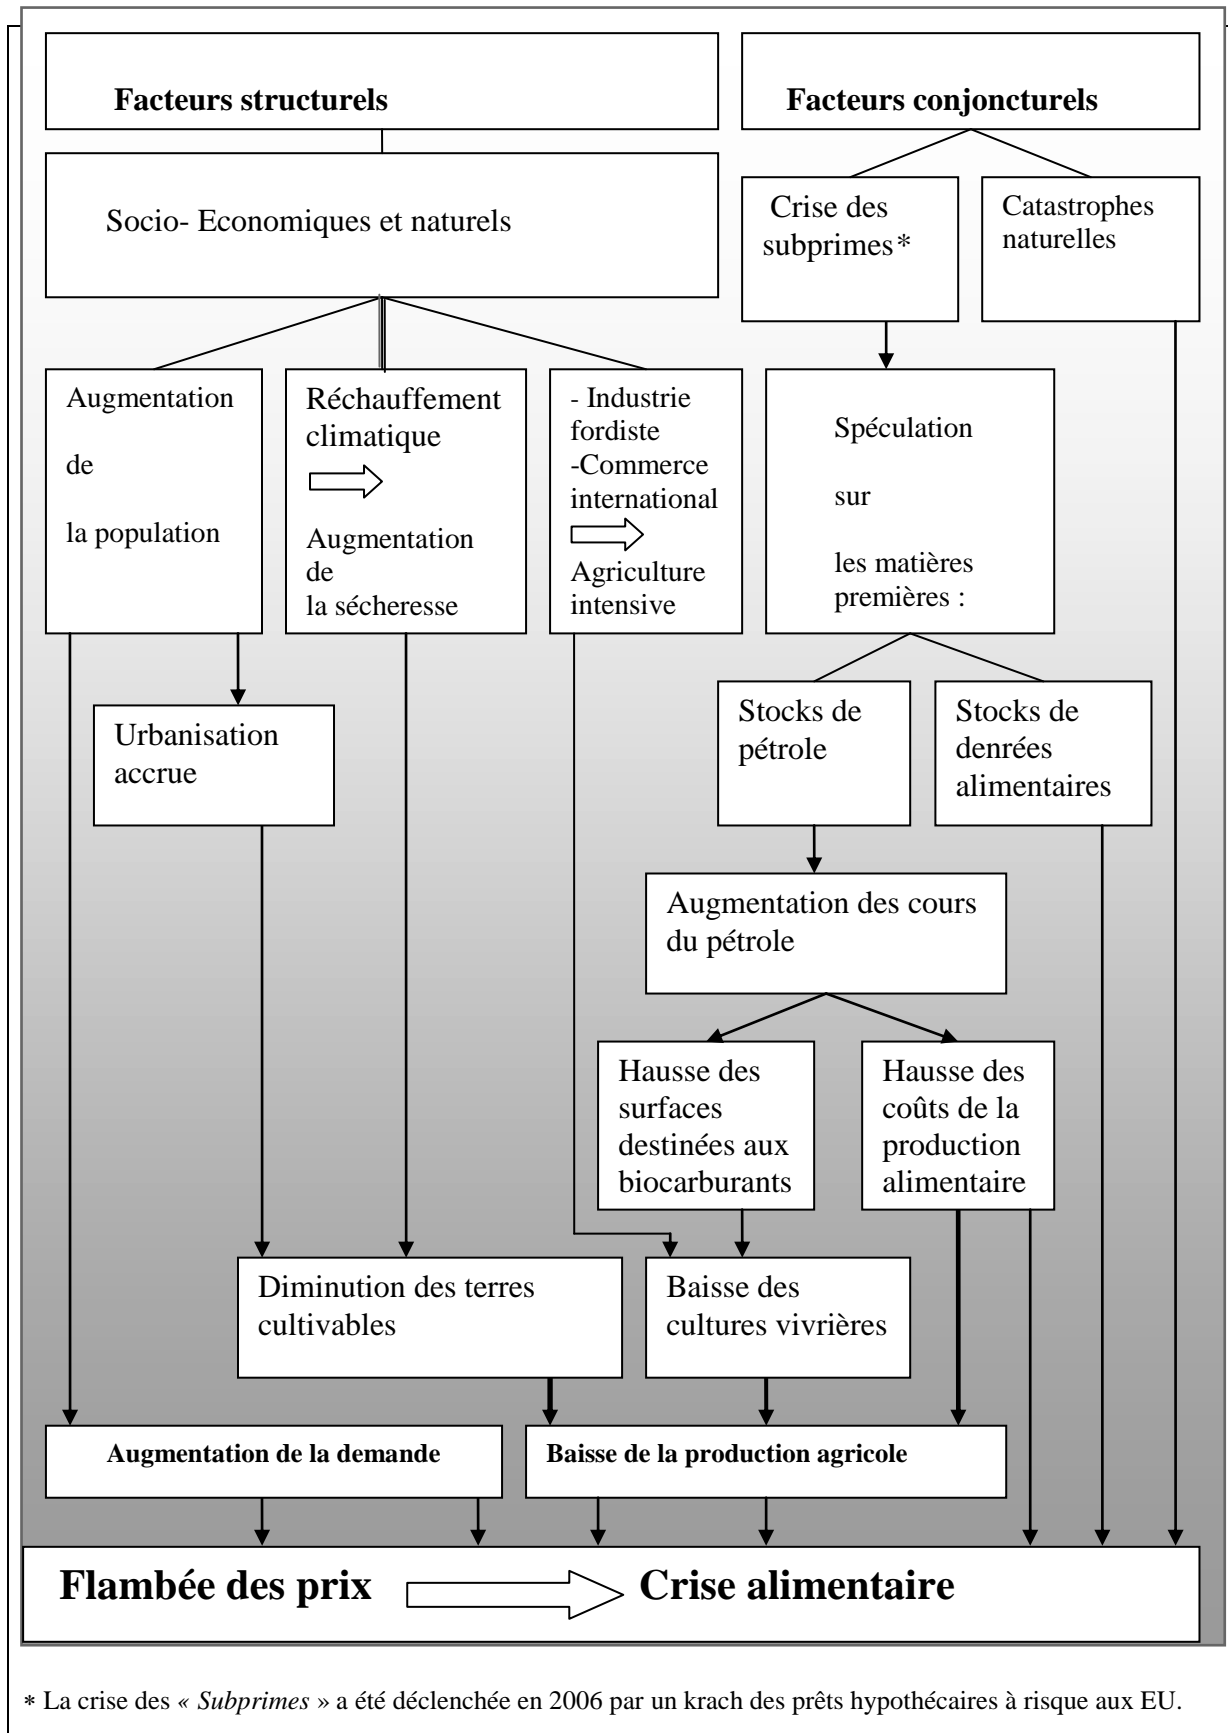 Facteurs structurels
Facteurs conjoncturels
Socio- Economiques et naturels
Crise des
subprimes*
Catastrophes
naturelles
Augmentation
de
la population
Réchauffement
climatique
Augmentation
de
la sécheresse
- Industrie
fordiste
-Commerce
international
Agriculture
intensive
Spéculation
sur
les matières
premières :
Urbanisation
accrue
Stocks de
pétrole
Stocks de
denrées
alimentaires
Augmentation des cours
du pétrole
Hausse des
surfaces
destinées aux
biocarburants
Hausse des
coûts de la
production
alimentaire
Diminution des terres
cultivables
Baisse des
cultures vivrières
Augmentation de la demande
Baisse de la production agricole
Flambée des prix Crise alimentaire
* La crise des « Subprimes » a été déclenchée en 2006 par un krach des prêts hypothécaires à risque aux EU.